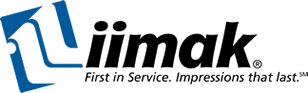 iimak®
First in Service. Impressions that last.℠